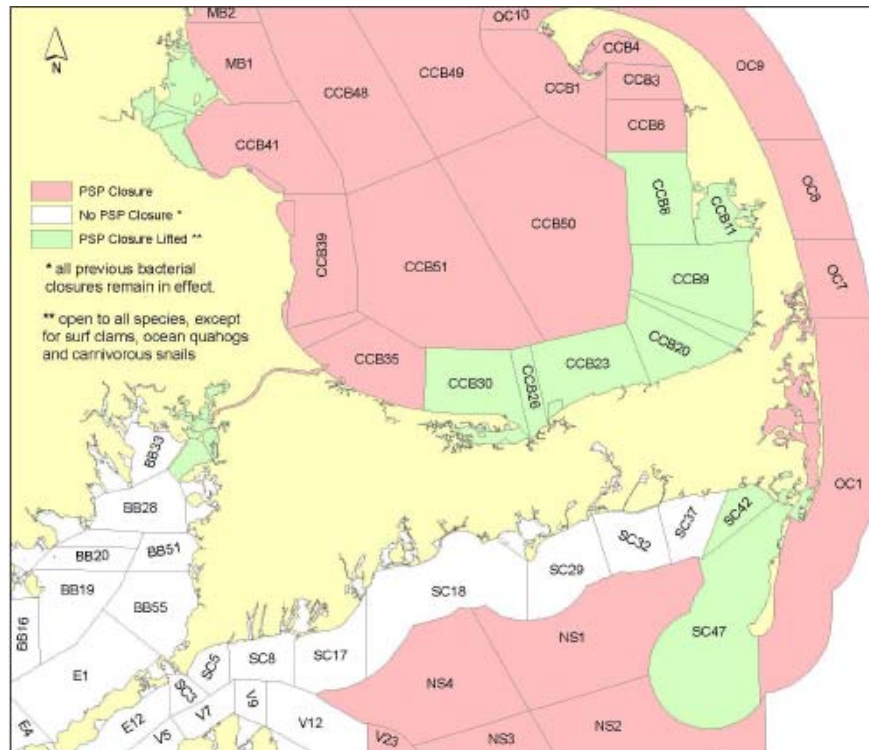 MB2
OC10
N
CCB4
MB1
CCB48
CCB49
CCB1
CCB3
OC9
CCB6
CCB41
PSP Closure
No PSP Closure *
PSP Closure Lifted **
* all previous bacterial
closures remain in effect.
** open to all species, except
for surf clams, ocean quahogs
and carnivorous snails
CCB8
CCB11
OC8
CCB39
CCB50
CCB51
CCB9
OC7
CCB20
CCB35
CCB30
CCB26
CCB23
BB33
BB28
OC1
SC42
SC37
SC32
BB20
BB51
BB19
SC29
SC18
BB55
BB16
SC47
NS1
SC5
SC8
SC17
E1
SC3
NS4
V9
E12
V7
V12
E4
V5
V23
NS3
NS2